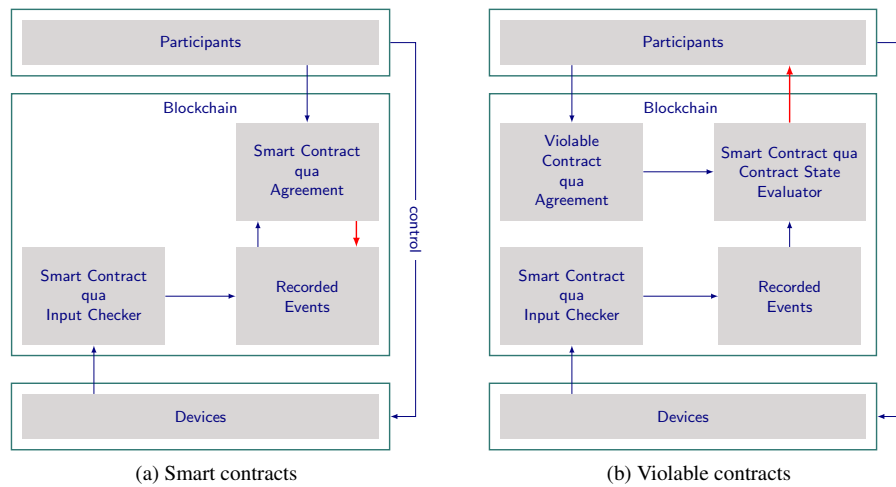 Participants
Blockchain
Smart Contract
qua
Agreement
control
Smart Contract
qua
Input Checker
Recorded
Events
Devices
(a) Smart contracts
Participants
Blockchain
Violable
Contract
qua
Agreement
Smart Contract qua
Contract State
Evaluator
Smart Contract
qua
Input Checker
Recorded
Events
Devices
(b) Violable contracts